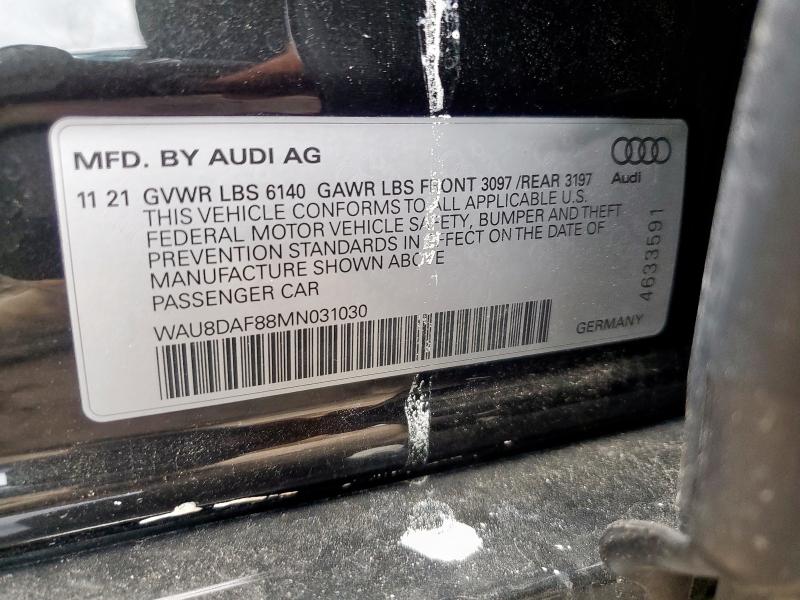 MFD. BY AUDI AG
Audi
11 21 GVWR LBS 6140 GAWR LBS FRONT 3097 /REAR 3197
THIS VEHICLE CONFORMS TO ALL APPLICABLE U.S.
FEDERAL MOTOR VEHICLE SAFETY, BUMPER AND THEFT
PREVENTION STANDARDS IN EFFECT ON THE DATE OF
MANUFACTURE SHOWN ABOVE
PASSENGER CAR
4633591
WAU8DAF88MN031030
GERMANY